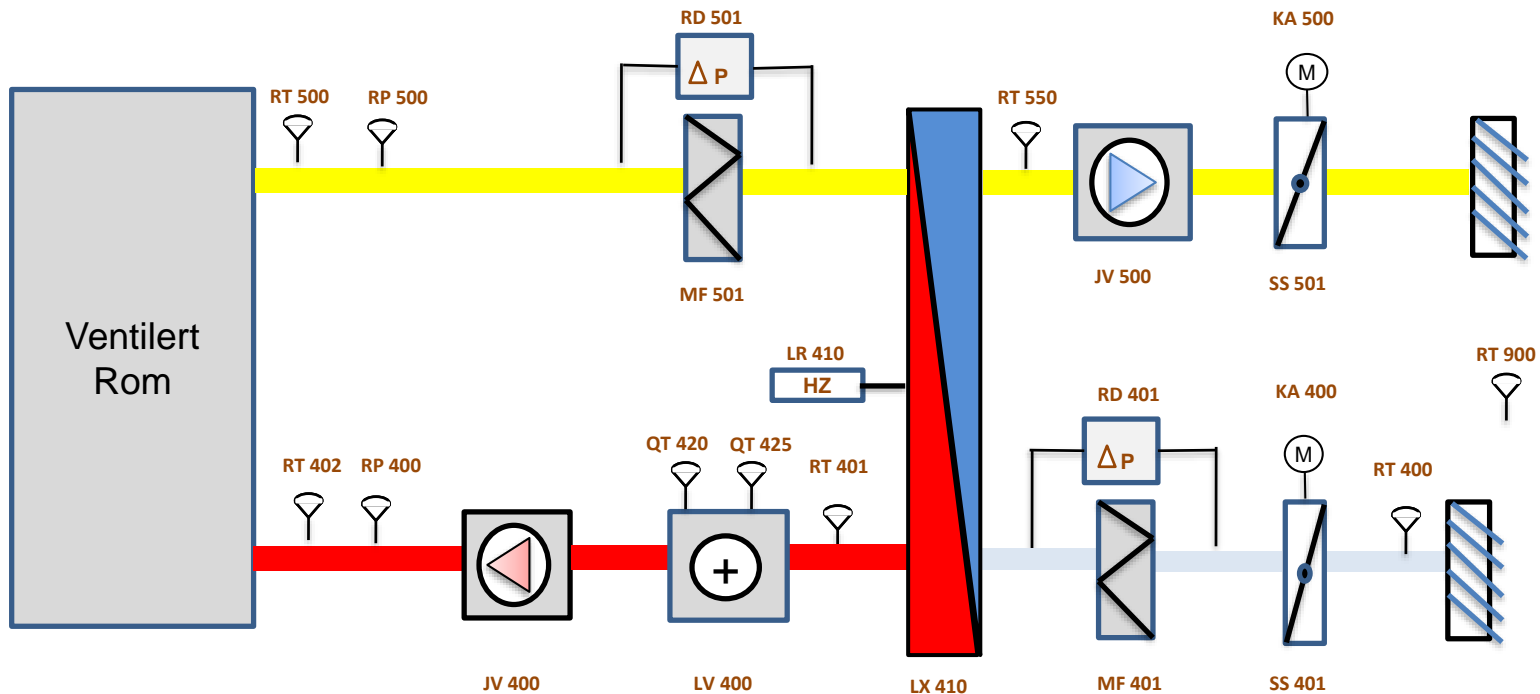 RD 501
KA 500
Δ P
M
RT 500
RP 500
RT 550
MF 501
JV 500
SS 501
Ventilert
Rom
LR 410
HZ
RT 900
RD 401
KA 400
Δ P
M
QT 420
QT 425
RT 402
RP 400
RT 401
RT 400
+
JV 400
LV 400
LX 410
MF 401
SS 401